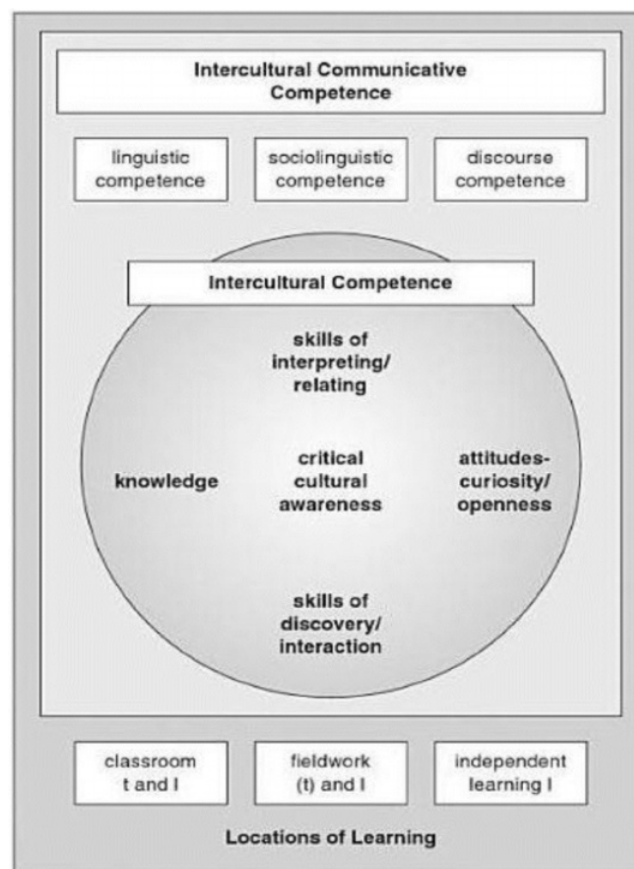 Intercultural Communicative
Competence
linguistic
competence
sociolinguistic
competence
discourse
competence
Intercultural Competence
skills of
interpreting/
relating
knowledge
critical
cultural
awareness
attitudes-
curiosity/
openness
skills of
discovery/
interaction
classroom
t and l
fieldwork
(t) and l
independent
learning l
Locations of Learning